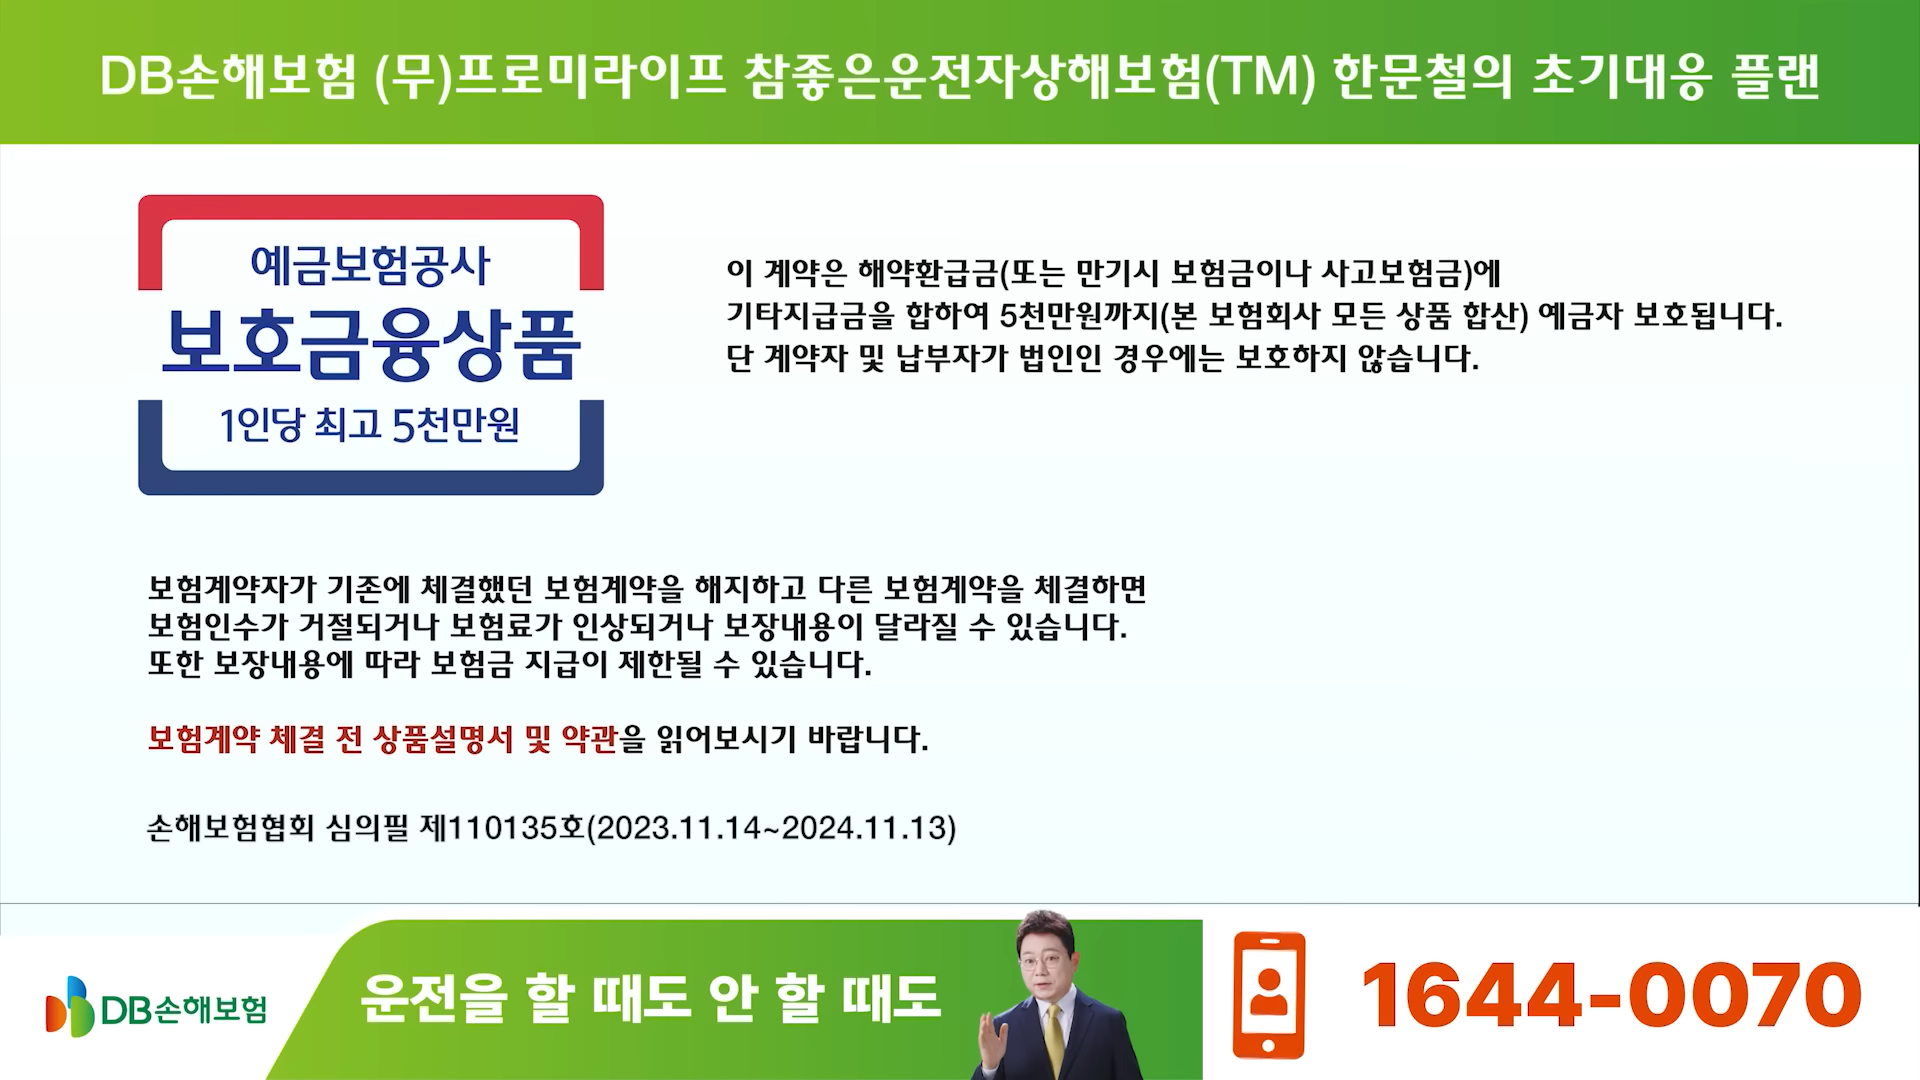 DB손해보험 (무)프로미라이프 참좋은운전자상해보험(TM) 한문철의 초기대응 플랜
예금보험공사
보호금융상품
1인당 최고 5천만원
이 계약은 해약환급금(또는 만기시 보험금이나 사고보험금)에
기타지급금을 합하여 5천만원까지(본 보험회사 모든 상품 합산) 예금자 보호됩니다.
단 계약자 및 납부자가 법인인 경우에는 보호하지 않습니다.
보험계약자가 기존에 체결했던 보험계약을 해지하고 다른 보험계약을 체결하면
보험인수가 거절되거나 보험료가 인상되거나 보장내용이 달라질 수 있습니다.
또한 보장내용에 따라 보험금 지급이 제한될 수 있습니다.
보험계약 체결 전 상품설명서 및 약관을 읽어보시기 바랍니다.
손해보험협회 심의필 제110135호(2023.11.14~2024.11.13)
DB손해보험
운전을 할 때도 안 할 때도
1644-0070